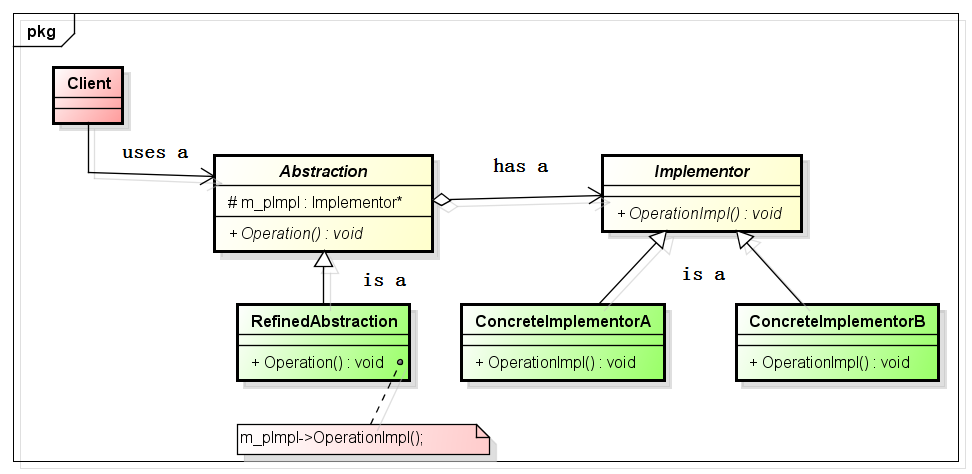 pkg
Client
uses a
Abstraction
# m_pImpl : Implementor*
+ Operation() : void
has a
Implementor
+ OperationImpl() : void
is a
is a
RefinedAbstraction
+ Operation() : void
ConcreteImplementorA
+ OperationImpl() : void
ConcreteImplementorB
+ OperationImpl() : void
m_pImpl->OperationImpl();